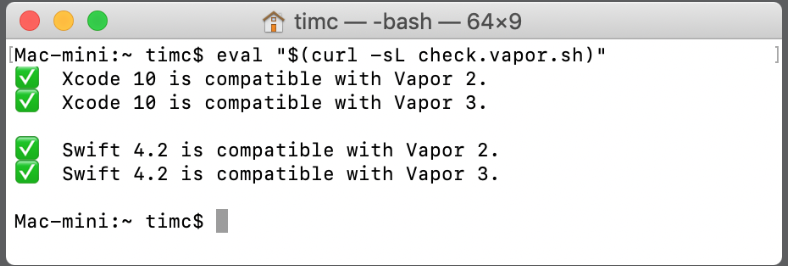 timc — -bash — 64×9
[Mac-mini:~ timc$ eval "$(curl -sL check.vapor.sh)" ]
✅ Xcode 10 is compatible with Vapor 2.
✅ Xcode 10 is compatible with Vapor 3.
✅ Swift 4.2 is compatible with Vapor 2.
✅ Swift 4.2 is compatible with Vapor 3.
Mac-mini:~ timc$